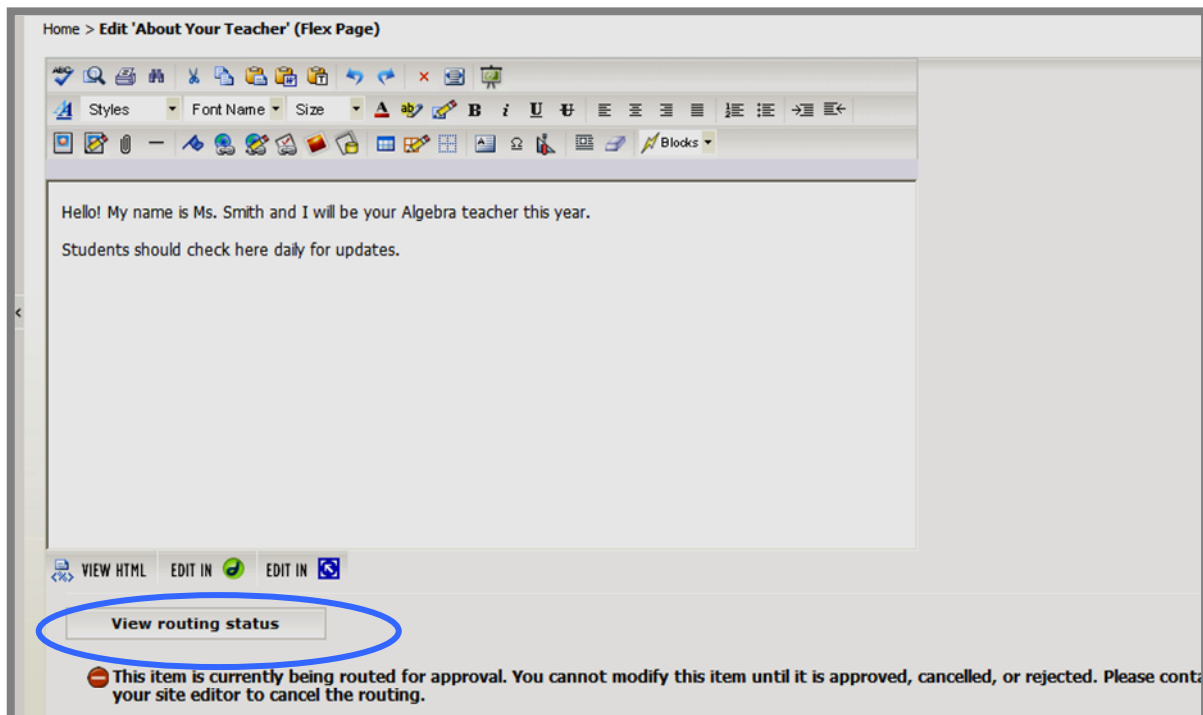 Home > Edit 'About Your Teacher' (Flex Page)
Styles Font Name Size A B i U
Ω Blocks
Hello! My name is Ms. Smith and I will be your Algebra teacher this year.
Students should check here daily for updates.
VIEW HTML EDIT IN EDIT IN
View routing status
This item is currently being routed for approval. You cannot modify this item until it is approved, cancelled, or rejected. Please conta
your site editor to cancel the routing.